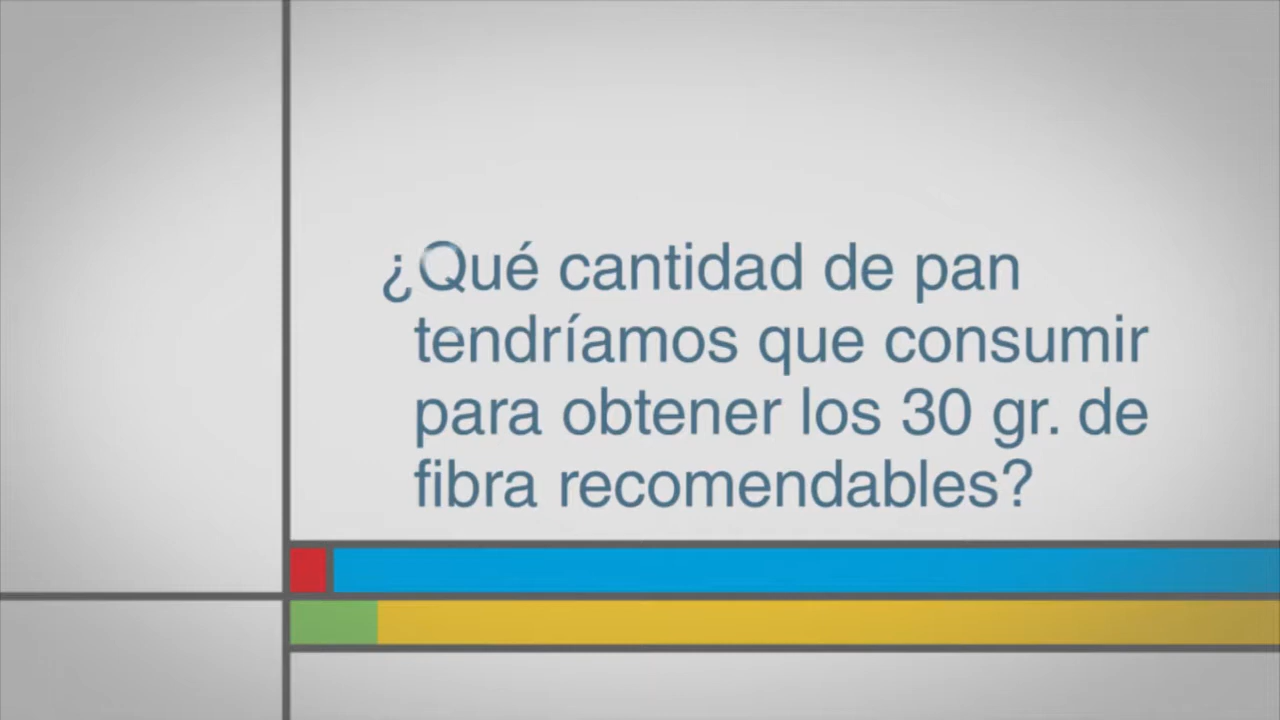 ¿Qué cantidad de pan
tendríamos que consumir
para obtener los 30 gr. de
fibra recomendables?